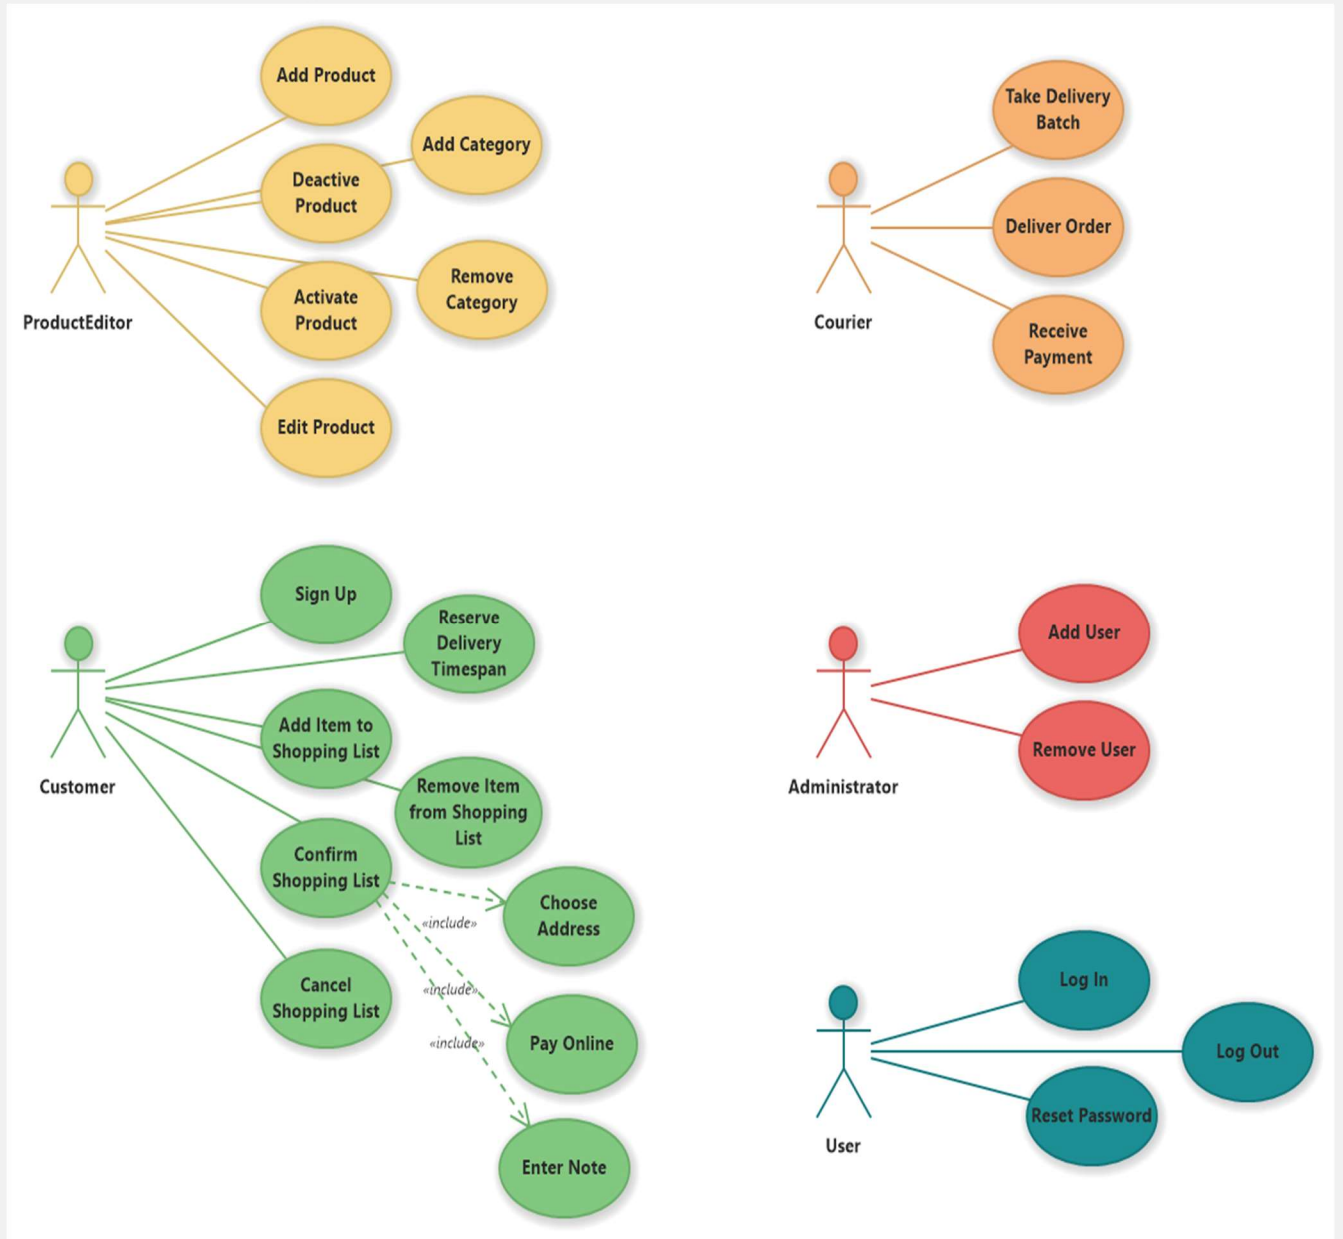 Add Product
Add Category
Deactive
Product
Remove
Category
Activate
Product
ProductEditor
Edit Product
Take Delivery
Batch
Deliver Order
Courier
Receive
Payment
Sign Up
Reserve
Delivery
Timespan
Add Item to
Shopping List
Customer
Remove Item
from Shopping
List
Confirm
Shopping List
Choose
Address
«include»
Cancel
Shopping List
«include»
Pay Online
«include»
Enter Note
Add User
Remove User
Administrator
Log In
Log Out
Reset Password
User